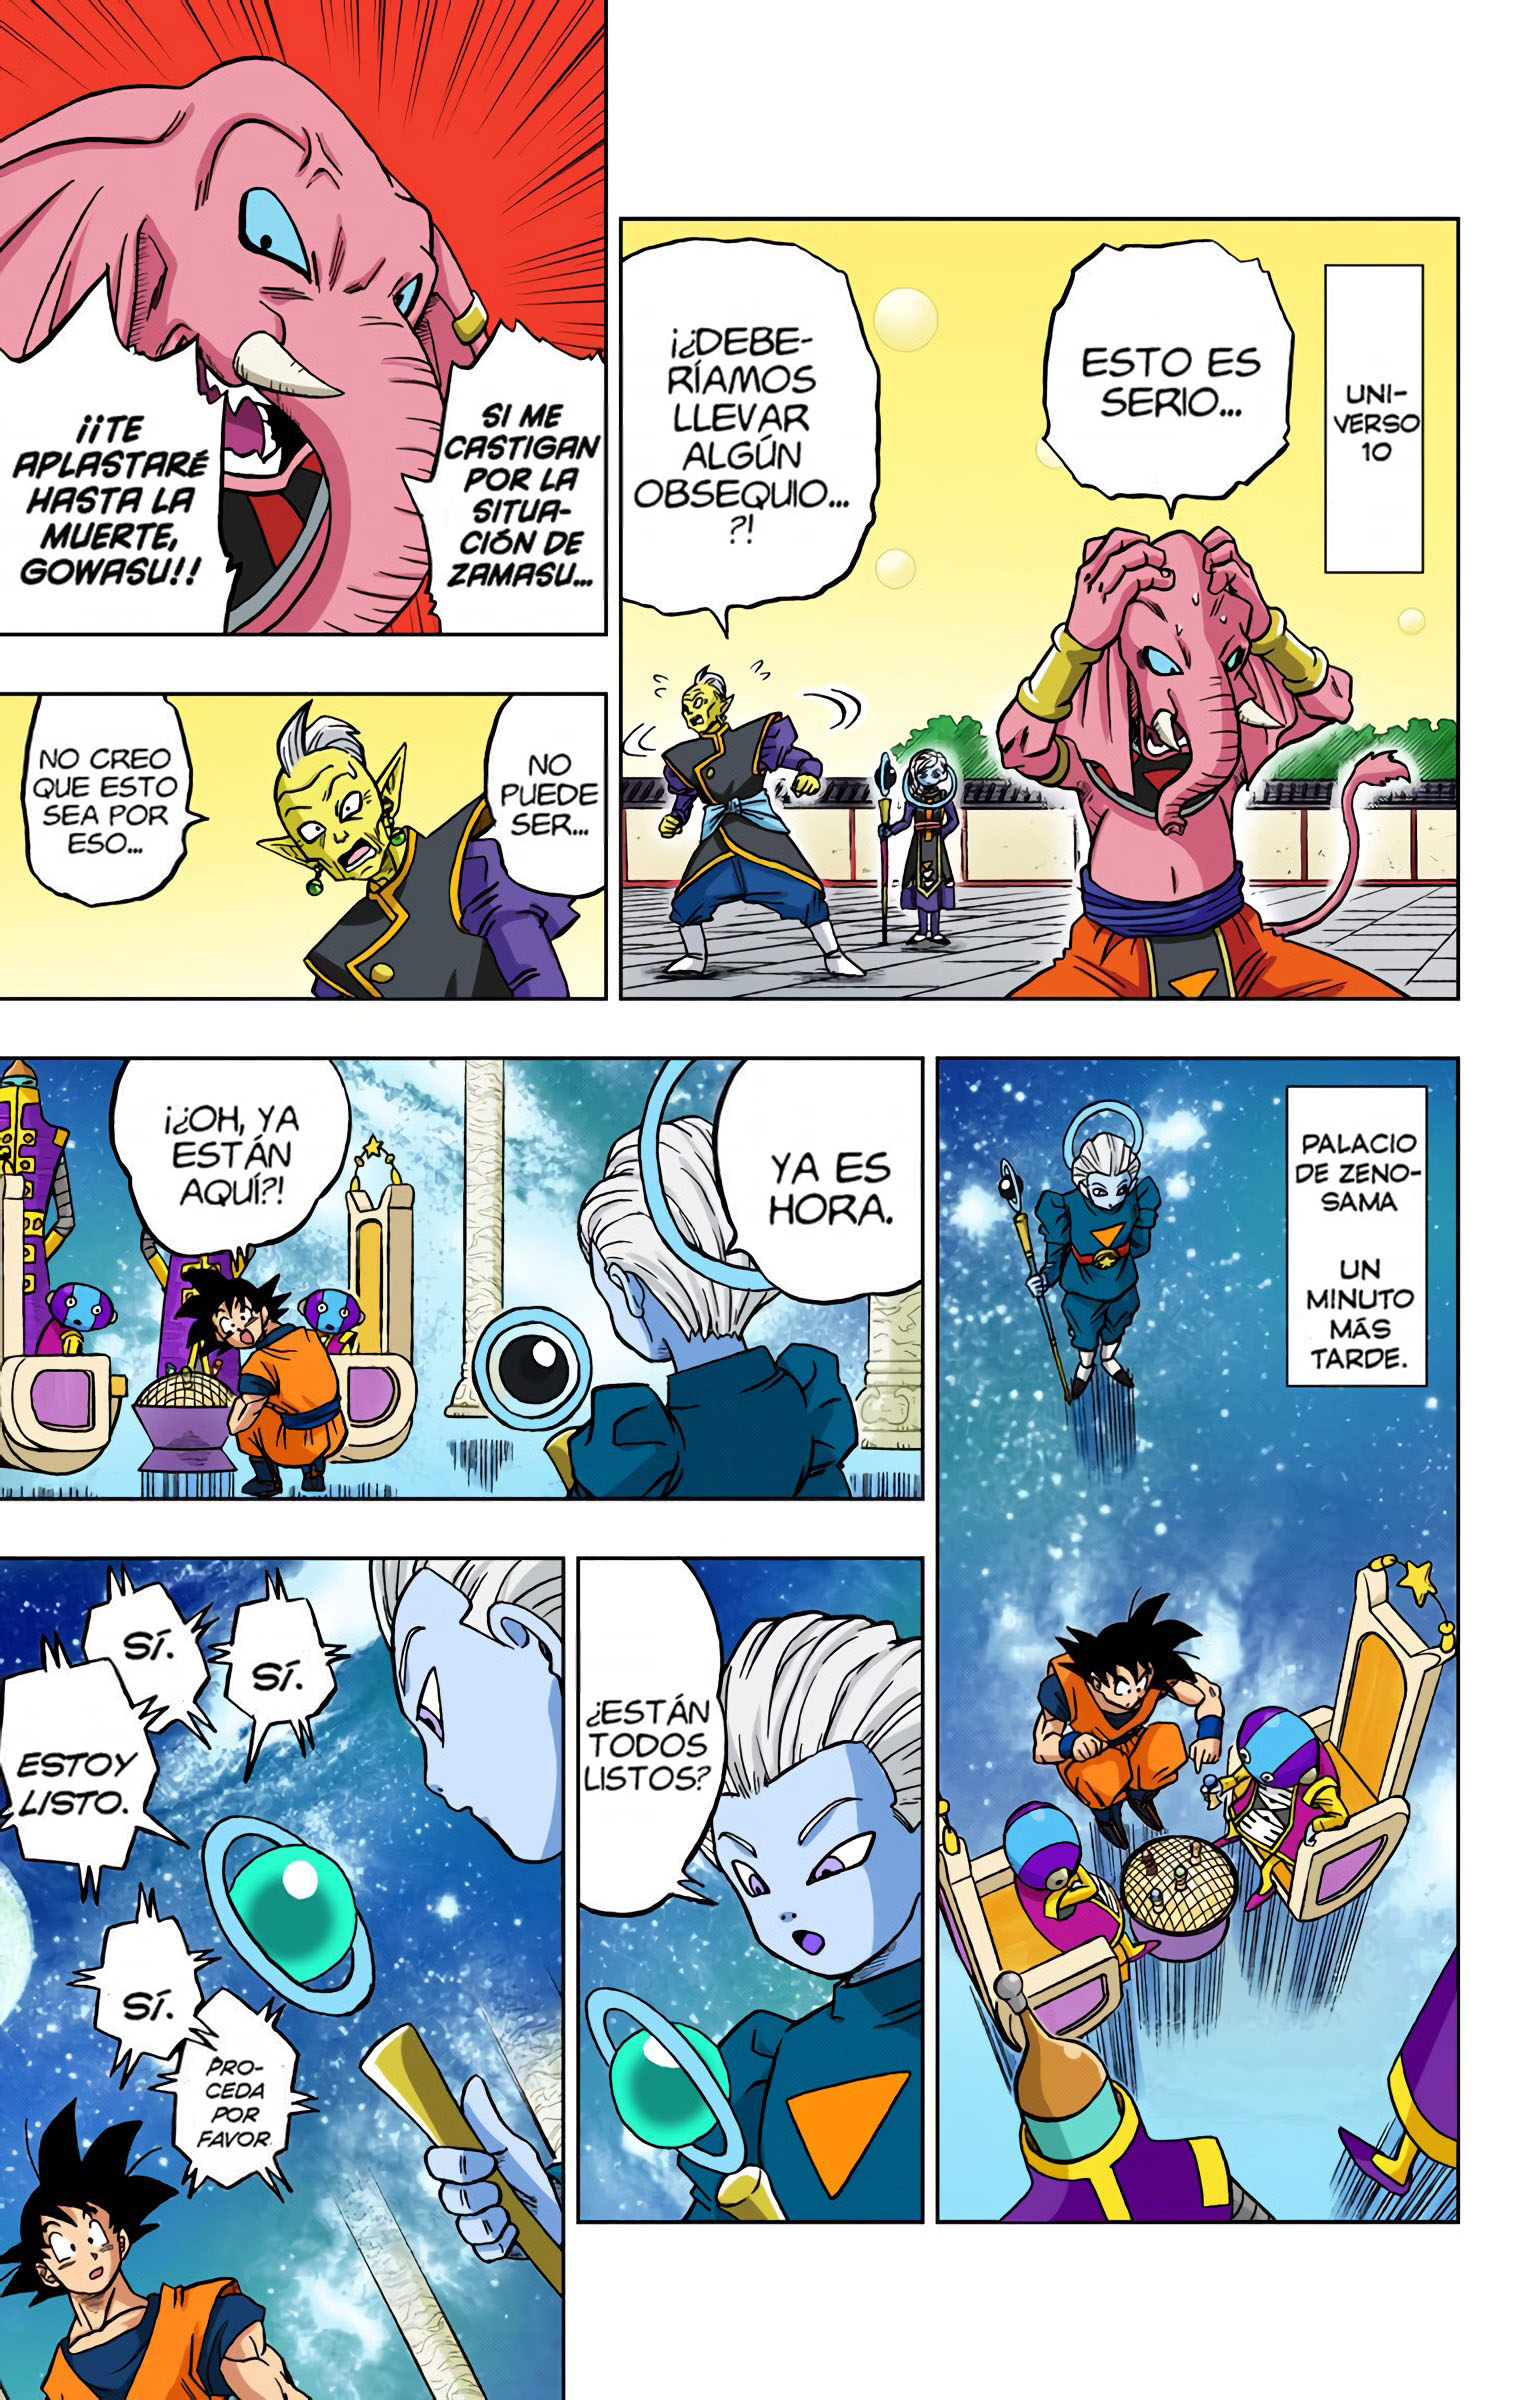 UNI-
VERSO
10
ESTO ES
SERIO...
¡¿DEBE-
RÍAMOS
LLEVAR
ALGÚN
OBSEQUIO...
?!
SI ME
CASTIGAN
POR LA
SITUA-
CIÓN DE
ZAMASU...
¡¡TE
APLASTARÉ
HASTA LA
MUERTE,
GOWASU!!
NO
PUEDE
SER...
NO CREO
QUE ESTO
SEA POR
ESO...
PALACIO
DE ZENO-
SAMA
UN
MINUTO
MÁS
TARDE.
YA ES
HORA.
¡¿OH, YA
ESTÁN
AQUÍ?!
¿ESTÁN
TODOS
LISTOS?
SÍ.
SÍ.
ESTOY
LISTO.
SÍ.
PRO-
CEDA
POR
FAVOR.